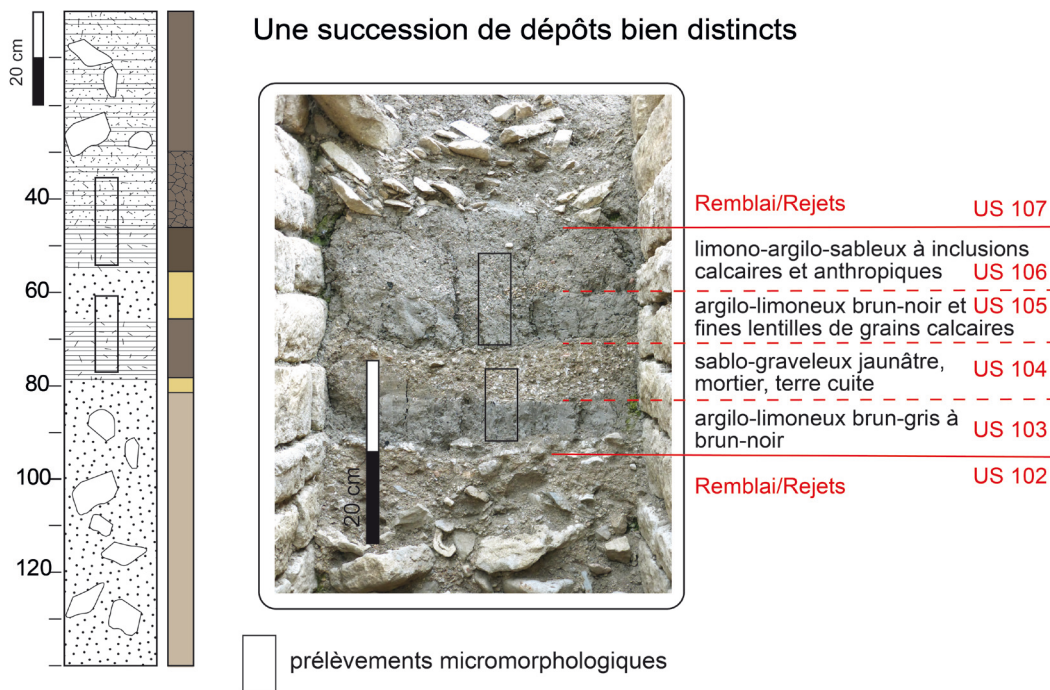 Une succession de dépôts bien distincts
20 cm
40
60
80
100
120
20 cm
Remblai/Rejets US 107
limono-argilo-sableux à inclusions
calcaires et anthropiques US 106
argilo-limoneux brun-noir et US 105
fines lentilles de grains calcaires
sablo-graveleux jaunâtre, US 104
mortier, terre cuite
argilo-limoneux brun-gris à US 103
brun-noir
US 102
Remblai/Rejets
prélèvements micromorphologiques